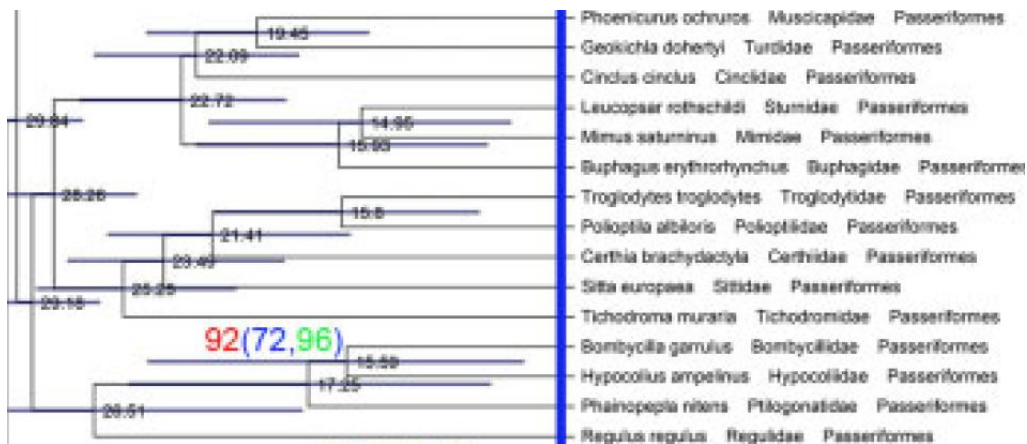 Phoenicurus ochruros Muscicapidae Passeriformes
19.45
Geokichla dohertyi Turdidae Passeriformes
22.09
Cinclus cinclus Cinclidae Passeriformes
22.72
Leucopsar rothschildi Sturnidae Passeriformes
29.84
14.95
Mimus saturninus Mimidae Passeriformes
15.93
Buphagus erythrorhynchus Buphagidae Passeriformes
28.26
Troglodytes troglodytes Troglodytidae Passeriformes
15.8
Polioptila albiloris Polioptilidae Passeriformes
21.41
Certhia brachydactyla Certhiidae Passeriformes
23.49
Sitta europaea Sittidae Passeriformes
25.25
29.18
Tichodroma muraria Tichodromidae Passeriformes
92(72,96)
Bombycilla garrulus Bombycillidae Passeriformes
15.59
Hypocolius ampelinus Hypocoliidae Passeriformes
17.25
Phainopepla nitens Ptilogonatidae Passeriformes
26.51
Regulus regulus Regulidae Passeriformes